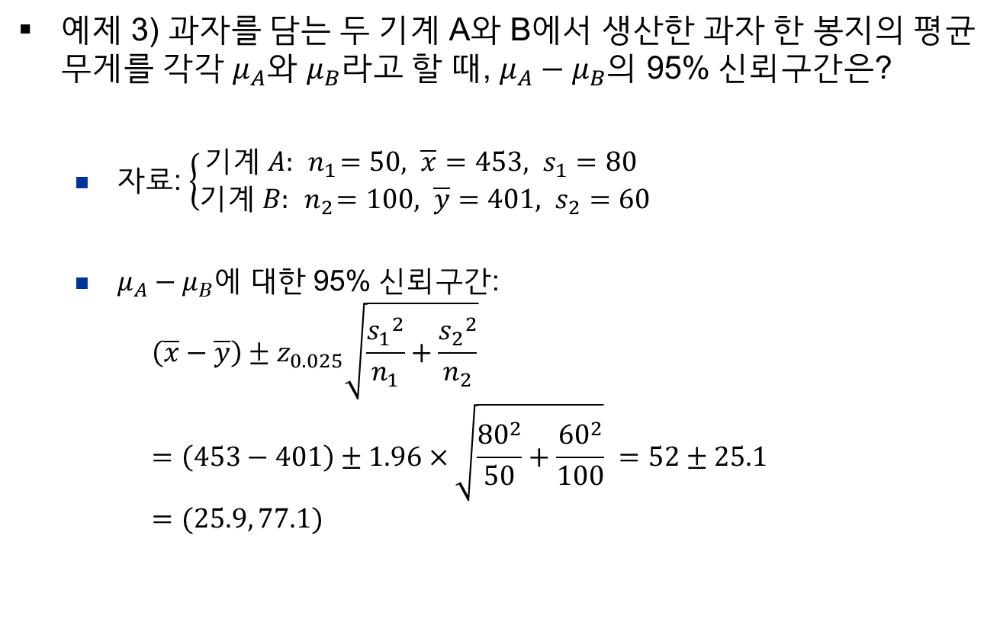 ▪ 예제 3) 과자를 담는 두 기계 A와 B에서 생산한 과자 한 봉지의 평균
무게를 각각 $\mu_A$와 $\mu_B$라고 할 때, $\mu_A - \mu_B$의 95% 신뢰구간은?
■ 자료: $\begin{cases} \text{기계 } A: \ n_1 = 50, \ \overline{x} = 453, \ s_1 = 80 \\ \text{기계 } B: \ n_2 = 100, \ \overline{y} = 401, \ s_2 = 60 \end{cases}$
■ $\mu_A - \mu_B$에 대한 95% 신뢰구간:
$(\overline{x} - \overline{y}) \pm z_{0.025} \sqrt{\frac{{s_1}^2}{n_1} + \frac{{s_2}^2}{n_2}}$
$= (453 - 401) \pm 1.96 \times \sqrt{\frac{80^2}{50} + \frac{60^2}{100}} = 52 \pm 25.1$
$= (25.9, 77.1)$